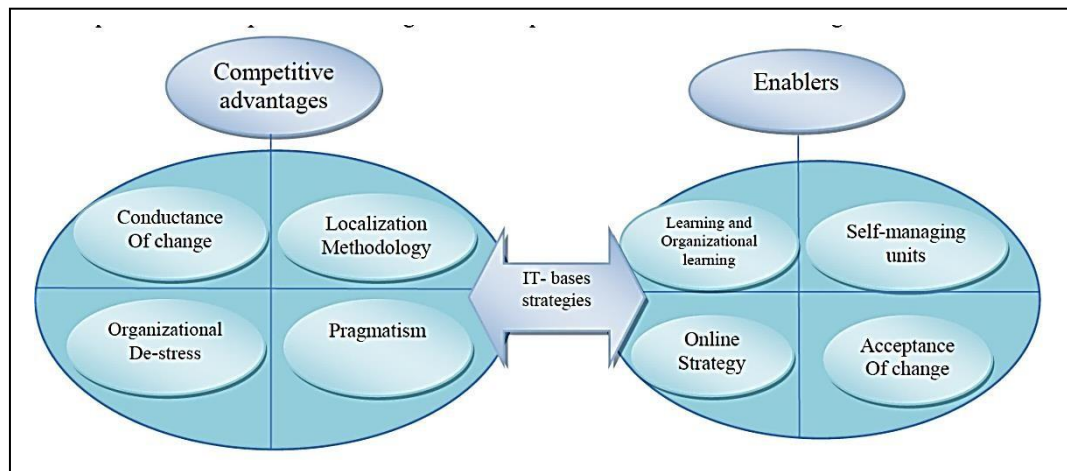 Competitive
advantages
Enablers
Conductance
Of change
Localization
Methodology
Organizational
De-stress
Pragmatism
IT- bases
strategies
Learning and
Organizational
learning
Self-managing
units
Online
Strategy
Acceptance
Of change